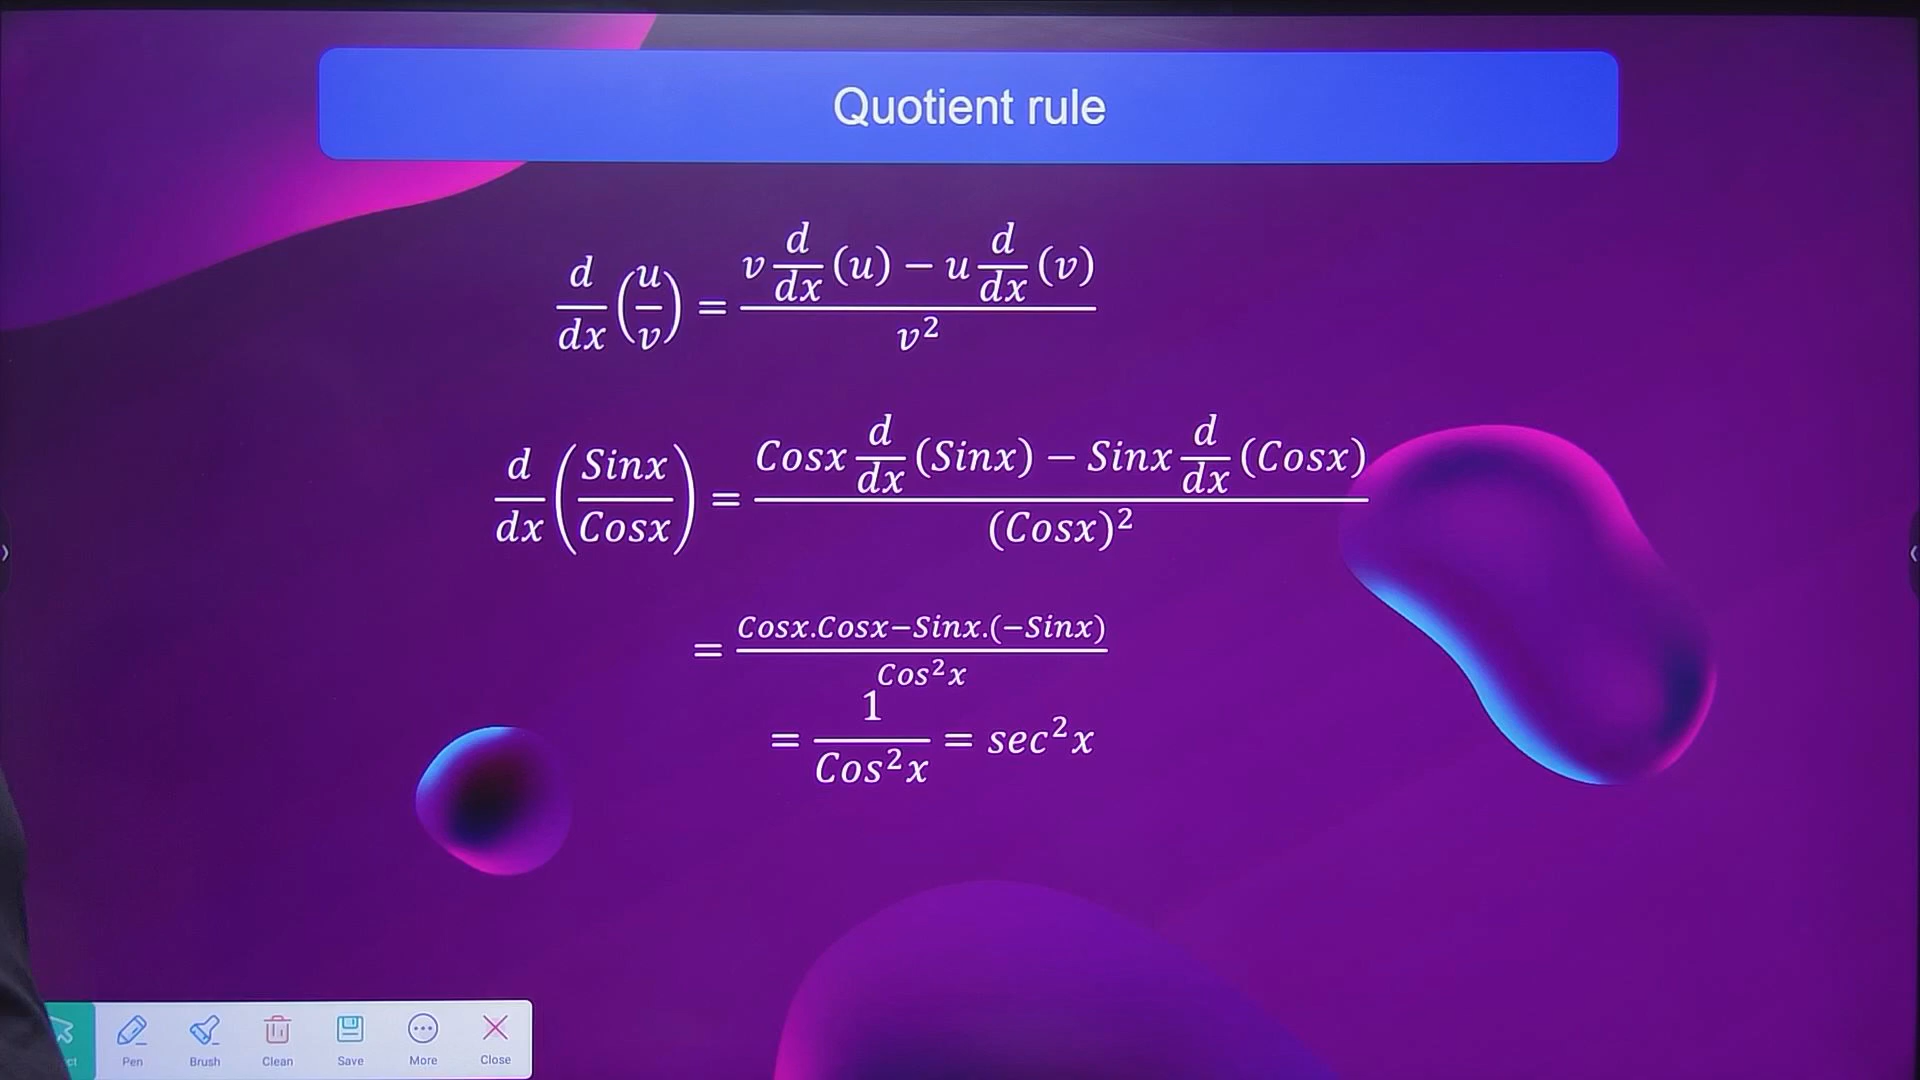 Quotient rule
d/dx (u/v) = (v d/dx (u) − u d/dx (v)) / v²
d/dx (Sinx/Cosx) = (Cosx d/dx (Sinx) − Sinx d/dx (Cosx)) / (Cosx)²
= (Cosx.Cosx−Sinx.(−Sinx)) / Cos²x
= 1/Cos²x = sec²x
Pen Brush Clean Save More Close